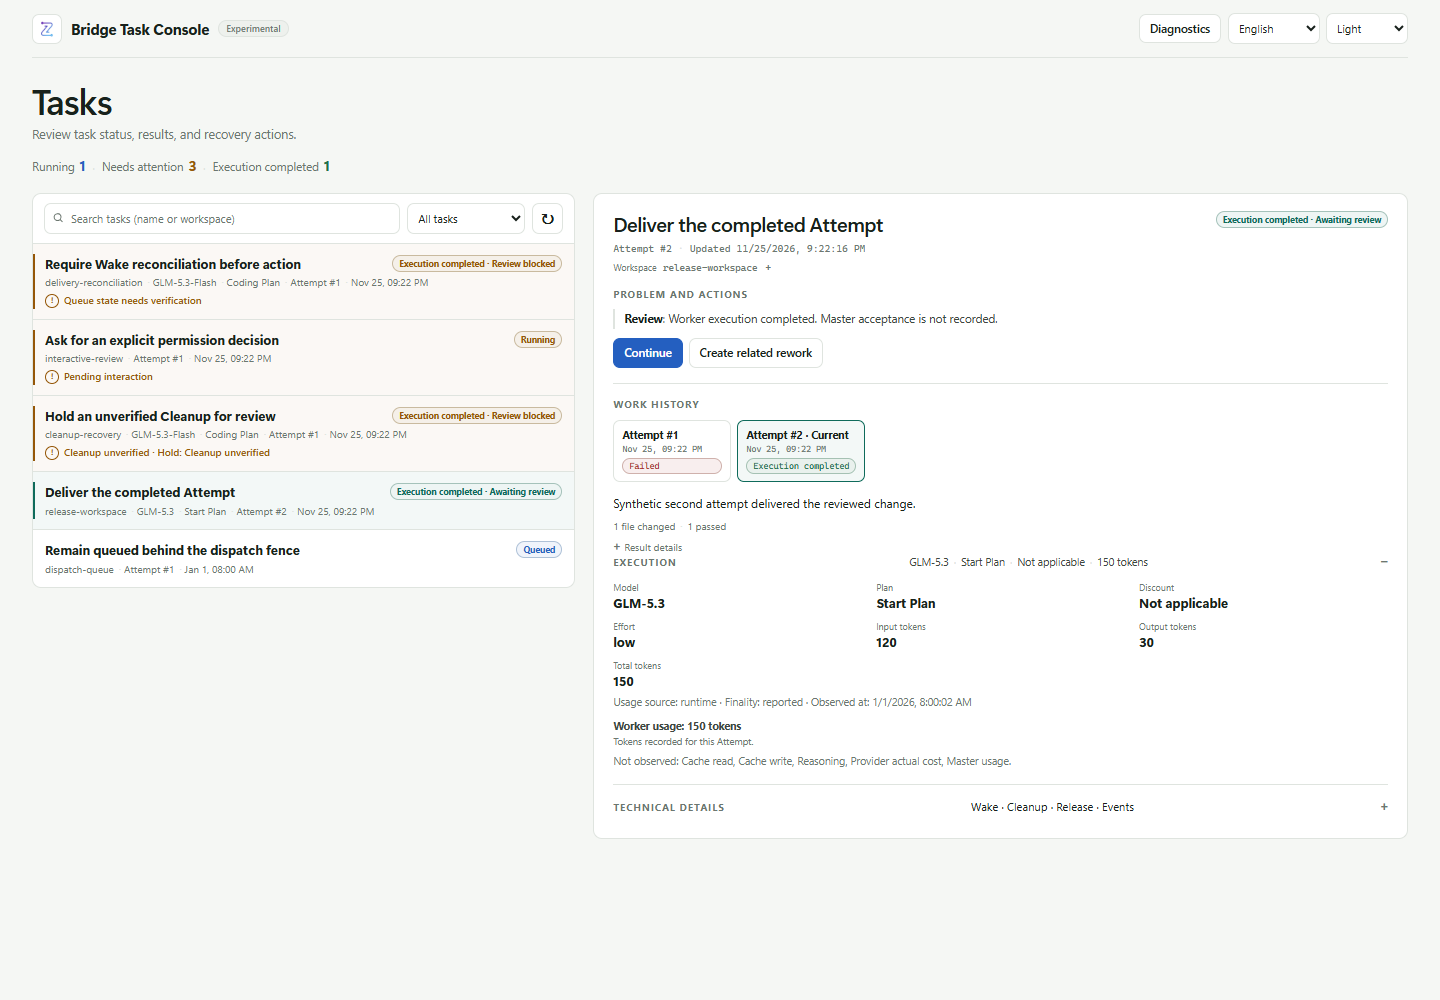 Bridge Task Console Experimental Diagnostics English Light
Tasks
Review task status, results, and recovery actions.
Running 1 · Needs attention 3 · Execution completed 1
Search tasks (name or workspace) All tasks
Require Wake reconciliation before action Execution completed · Review blocked
delivery-reconciliation · GLM-5.3-Flash · Coding Plan · Attempt #1 · Nov 25, 09:22 PM
Queue state needs verification
Ask for an explicit permission decision Running
interactive-review · Attempt #1 · Nov 25, 09:22 PM
Pending interaction
Hold an unverified Cleanup for review Execution completed · Review blocked
cleanup-recovery · GLM-5.3-Flash · Coding Plan · Attempt #1 · Nov 25, 09:22 PM
Cleanup unverified · Hold: Cleanup unverified
Deliver the completed Attempt Execution completed · Awaiting review
release-workspace · GLM-5.3 · Start Plan · Attempt #2 · Nov 25, 09:22 PM
Remain queued behind the dispatch fence Queued
dispatch-queue · Attempt #1 · Jan 1, 08:00 AM
Deliver the completed Attempt Execution completed · Awaiting review
Attempt #2 · Updated 11/25/2026, 9:22:16 PM
Workspace release-workspace +
PROBLEM AND ACTIONS
Review: Worker execution completed. Master acceptance is not recorded.
Continue Create related rework
WORK HISTORY
Attempt #1
Nov 25, 09:22 PM
Failed
Attempt #2 · Current
Nov 25, 09:22 PM
Execution completed
Synthetic second attempt delivered the reviewed change.
1 file changed · 1 passed
+ Result details
EXECUTION GLM-5.3 · Start Plan · Not applicable · 150 tokens −
Model Plan Discount
GLM-5.3 Start Plan Not applicable
Effort Input tokens Output tokens
low 120 30
Total tokens
150
Usage source: runtime · Finality: reported · Observed at: 1/1/2026, 8:00:02 AM
Worker usage: 150 tokens
Tokens recorded for this Attempt.
Not observed: Cache read, Cache write, Reasoning, Provider actual cost, Master usage.
TECHNICAL DETAILS Wake · Cleanup · Release · Events +